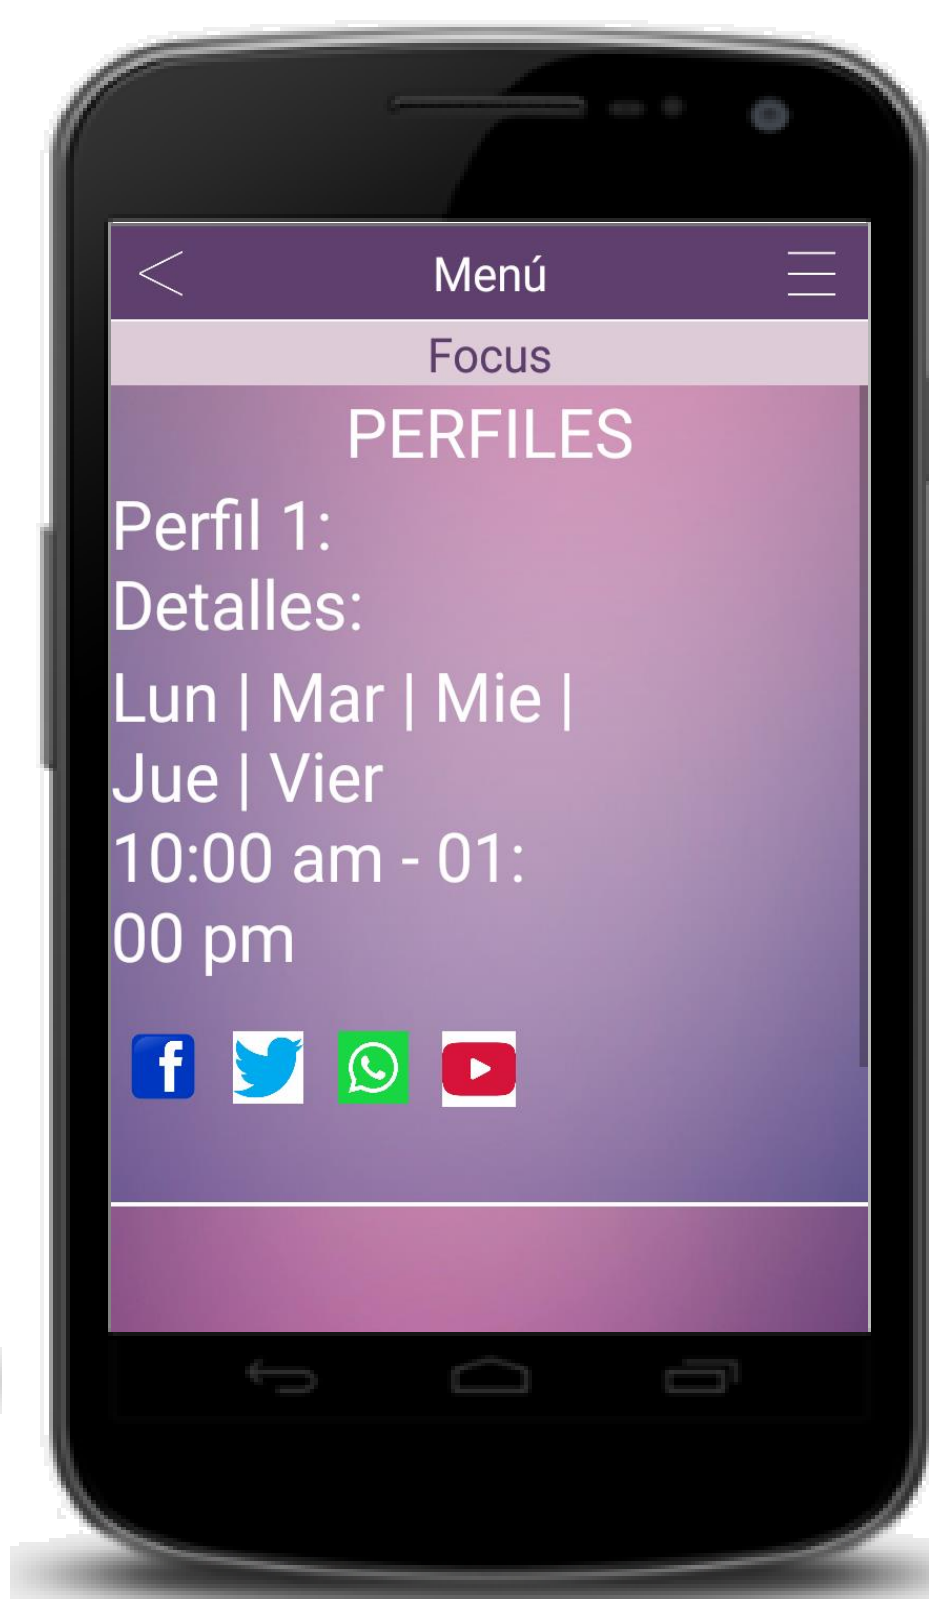 Menú
Focus
PERFILES
Perfil 1:
Detalles:
Lun | Mar | Mie |
Jue | Vier
10:00 am - 01:
00 pm